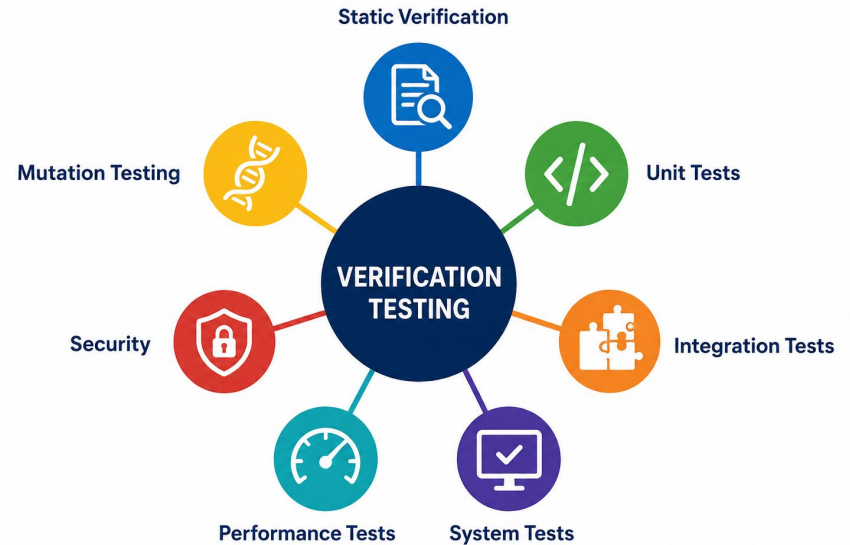 Static Verification
Mutation Testing
Unit Tests
VERIFICATION
TESTING
Security
Integration Tests
Performance Tests
System Tests